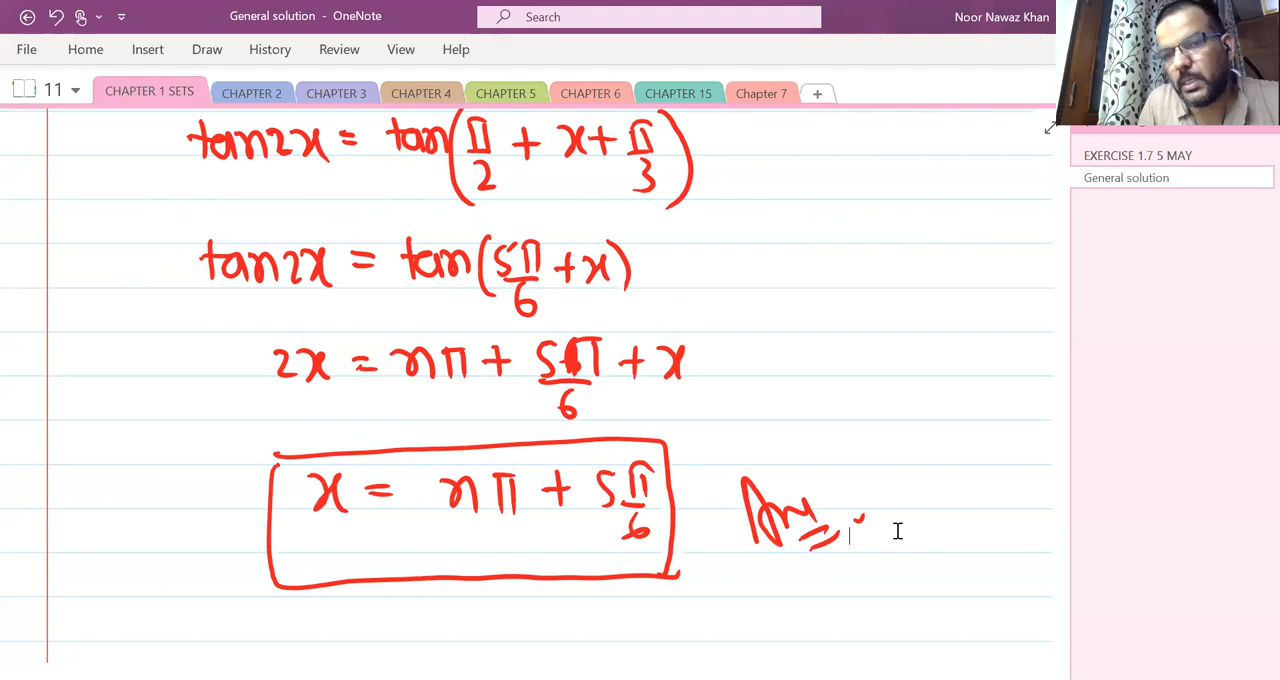 General solution - OneNote
Search
Noor Nawaz Khan
File Home Insert Draw History Review View Help
11 CHAPTER 1 SETS CHAPTER 2 CHAPTER 3 CHAPTER 4 CHAPTER 5 CHAPTER 6 CHAPTER 15 Chapter 7 +
EXERCISE 1.7 5 MAY
General solution
tan2x = tan(π/2 + x + π/3)
tan2x = tan(5π/6 + x)
2x = nπ + 5π/6 + x
x = nπ + 5π/6
Ans